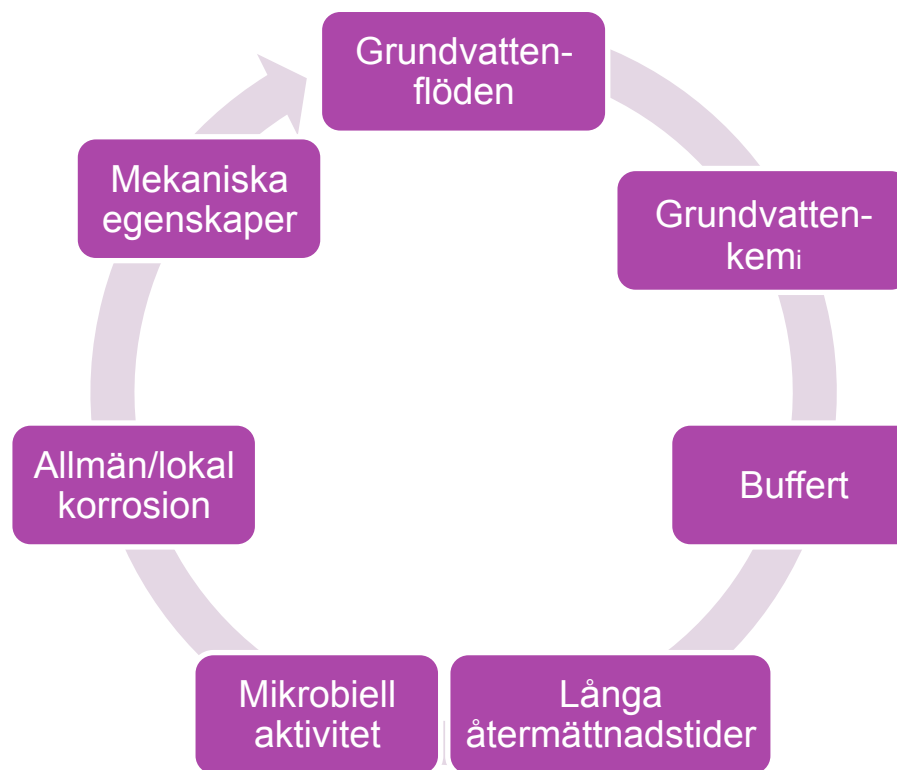 Grundvatten-
flöden
Grundvatten-
kemi
Buffert
Långa
återmättnadstider
Mikrobiell
aktivitet
Allmän/lokal
korrosion
Mekaniska
egenskaper